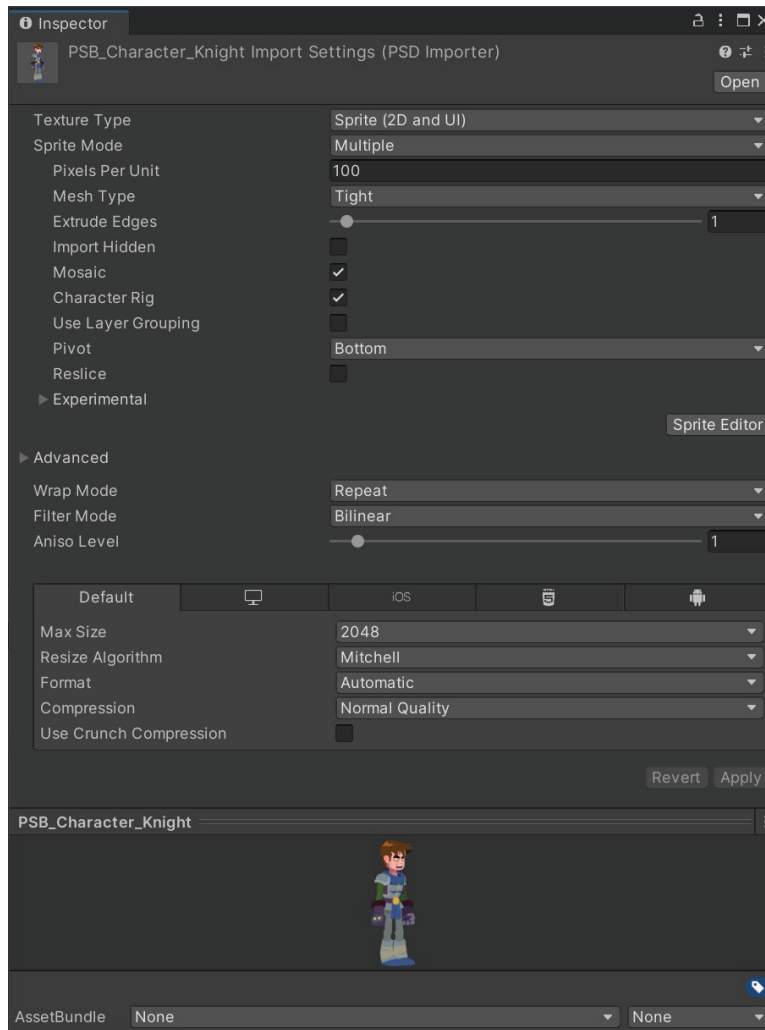 Inspector
PSB_Character_Knight Import Settings (PSD Importer)
Open
Texture Type Sprite (2D and UI)
Sprite Mode Multiple
Pixels Per Unit 100
Mesh Type Tight
Extrude Edges 1
Import Hidden
Mosaic
Character Rig
Use Layer Grouping
Pivot Bottom
Reslice
Experimental
Sprite Editor
Advanced
Wrap Mode Repeat
Filter Mode Bilinear
Aniso Level 1
Default iOS
Max Size 2048
Resize Algorithm Mitchell
Format Automatic
Compression Normal Quality
Use Crunch Compression
Revert Apply
PSB_Character_Knight
AssetBundle None None